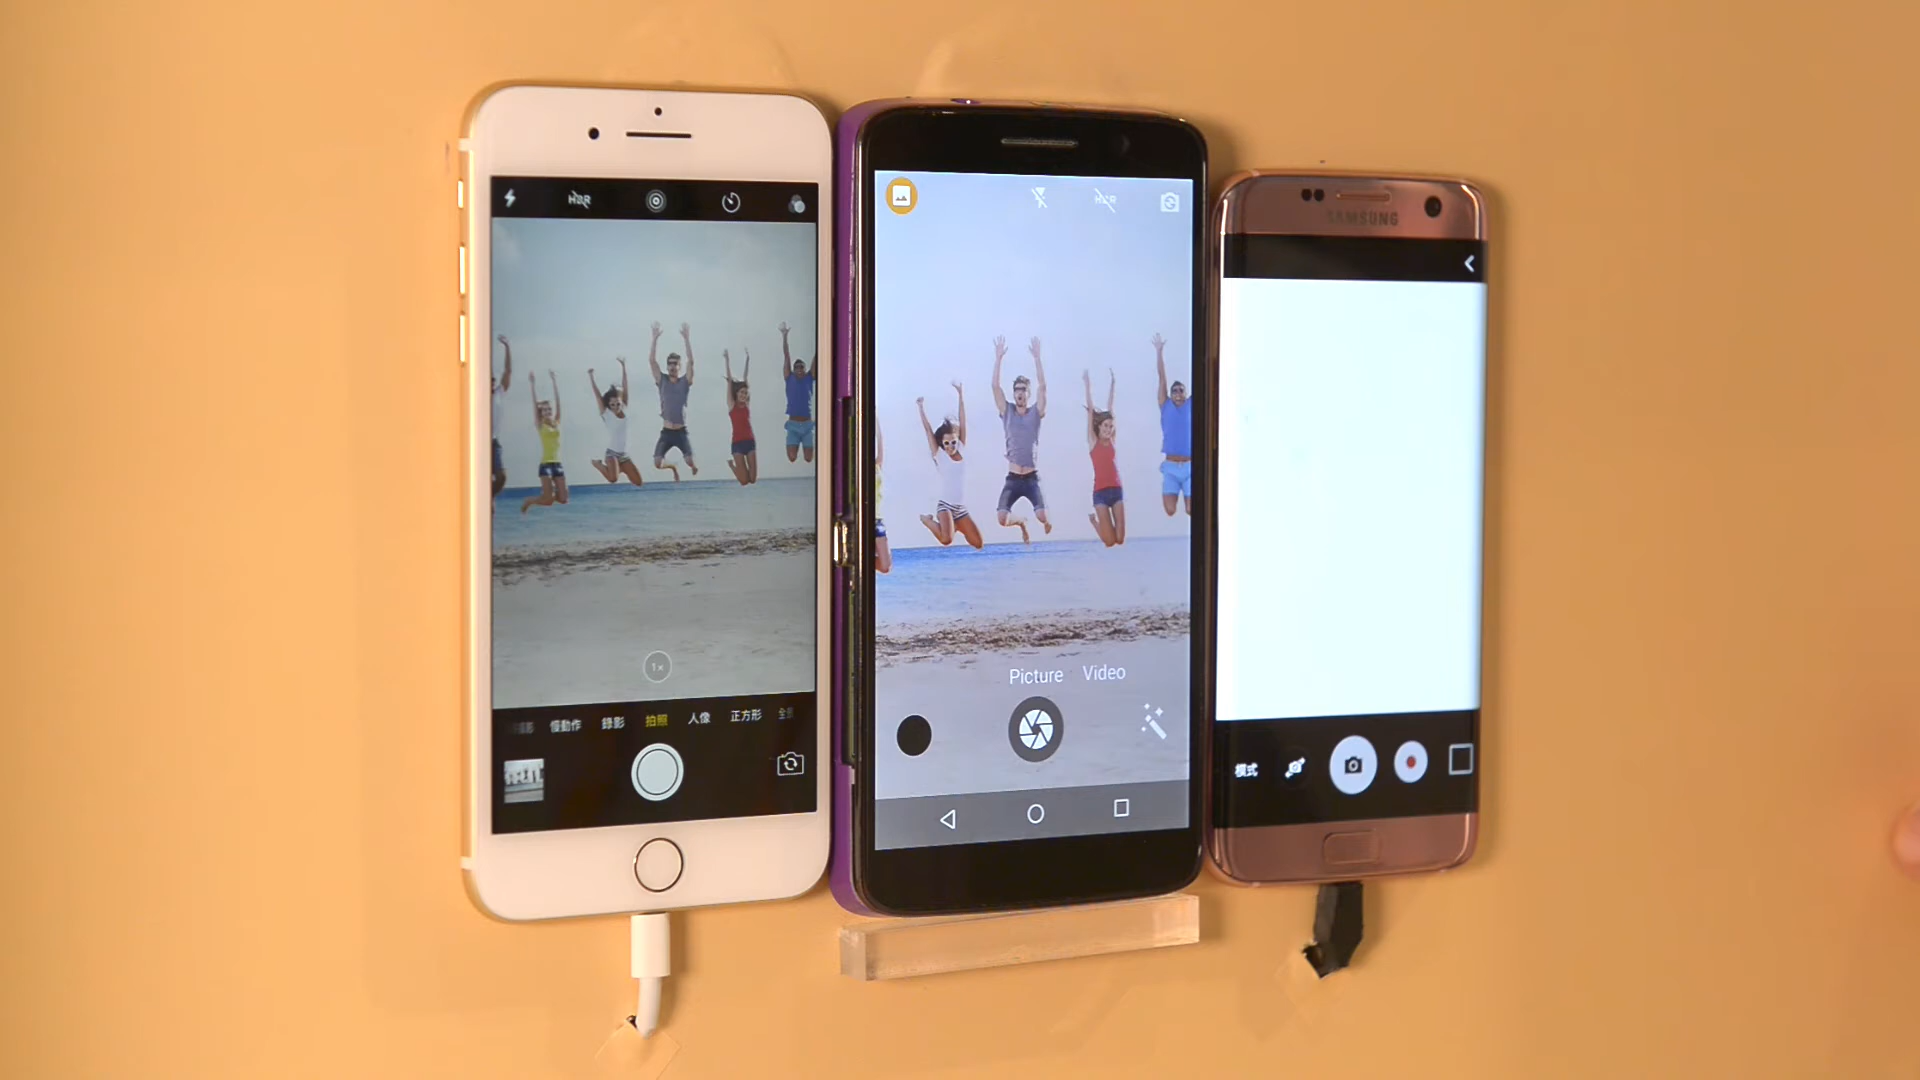 HDR
1x
慢動作 錄影 拍照 人像 正方形
HDR
Picture Video
SAMSUNG
模式